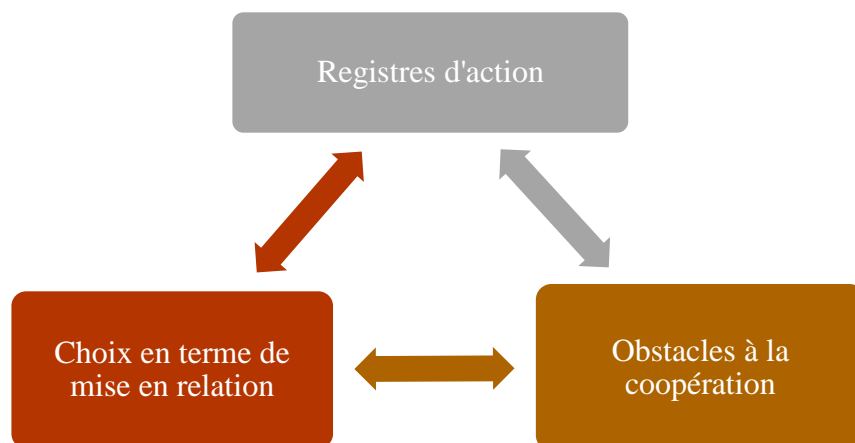 Registres d'action
Choix en terme de
mise en relation
Obstacles à la
coopération